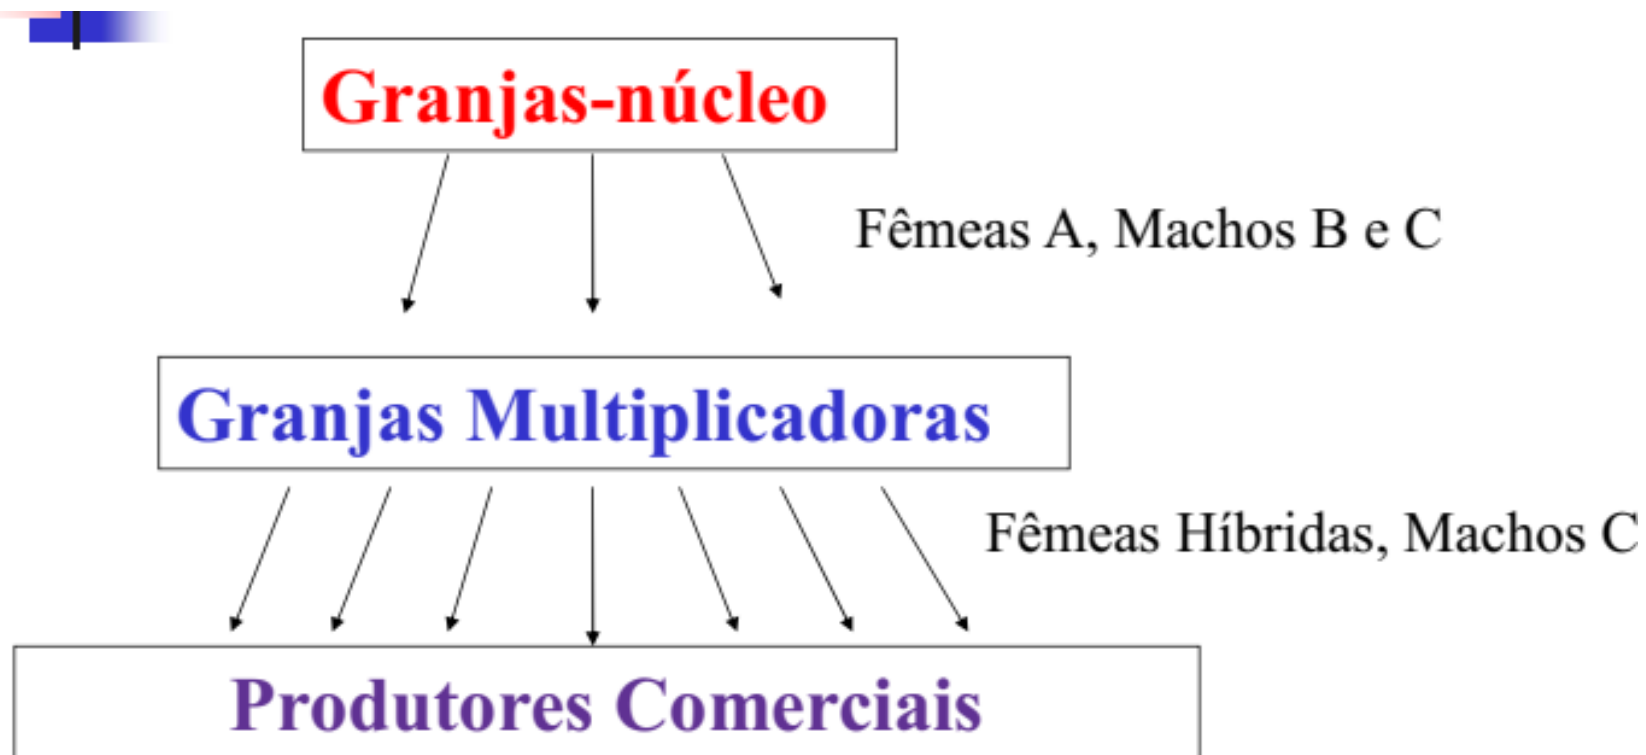 Granjas-núcleo
Fêmeas A, Machos B e C
Granjas Multiplicadoras
Fêmeas Híbridas, Machos C
Produtores Comerciais